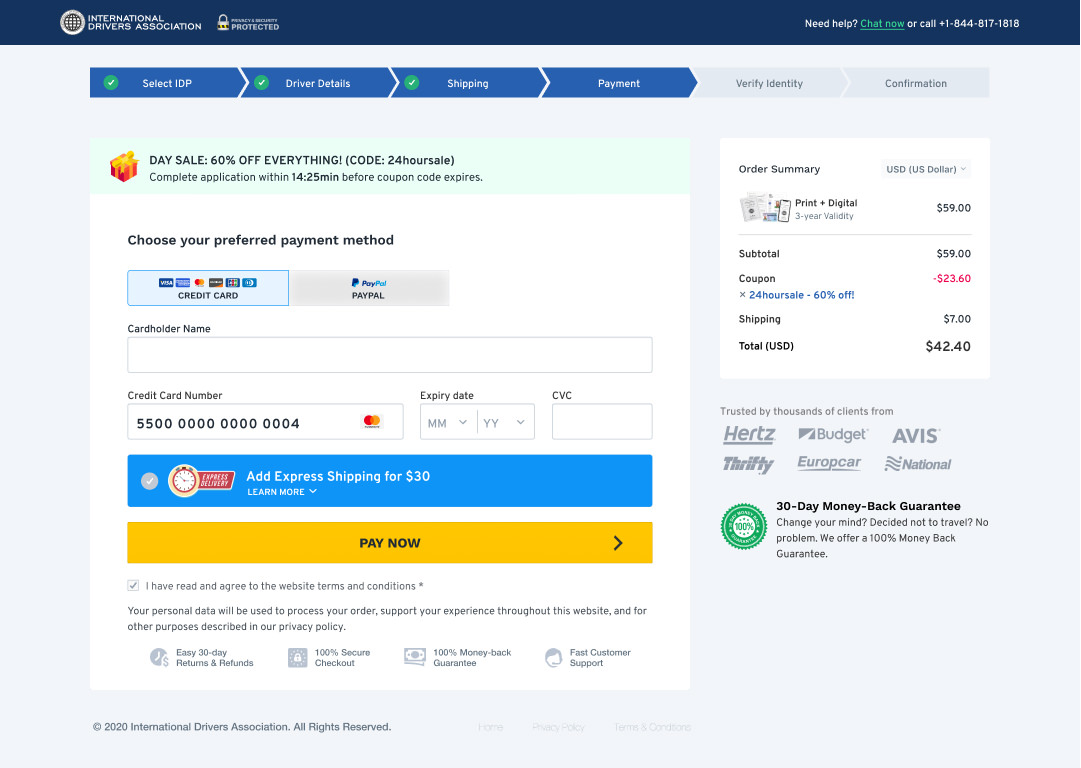 INTERNATIONAL
DRIVERS ASSOCIATION
PRIVACY & SECURITY
PROTECTED
Need help? Chat now or call +1-844-817-1818
Select IDP
Driver Details
Shipping
Payment
Verify Identity
Confirmation
DAY SALE: 60% OFF EVERYTHING! (CODE: 24hoursale)
Complete application within 14:25min before coupon code expires.
Choose your preferred payment method
VISA
CREDIT CARD
PayPal
PAYPAL
Cardholder Name
Credit Card Number
Expiry date
CVC
5500 0000 0000 0004
MM
YY
EXPRESS
DELIVERY
Add Express Shipping for $30
LEARN MORE
PAY NOW
I have read and agree to the website terms and conditions *
Your personal data will be used to process your order, support your experience throughout this website, and for
other purposes described in our privacy policy.
Easy 30-day
Returns & Refunds
100% Secure
Checkout
100% Money-back
Guarantee
Fast Customer
Support
Order Summary
USD (US Dollar)
Print + Digital
3-year Validity
$59.00
Subtotal
$59.00
Coupon
-$23.60
× 24hoursale - 60% off!
Shipping
$7.00
Total (USD)
$42.40
Trusted by thousands of clients from
Hertz
Budget
AVIS
Thrifty
Europcar
National
100%
30-Day Money-Back Guarantee
Change your mind? Decided not to travel? No
problem. We offer a 100% Money Back
Guarantee.
© 2020 International Drivers Association. All Rights Reserved.
Home
Privacy Policy
Terms & Conditions